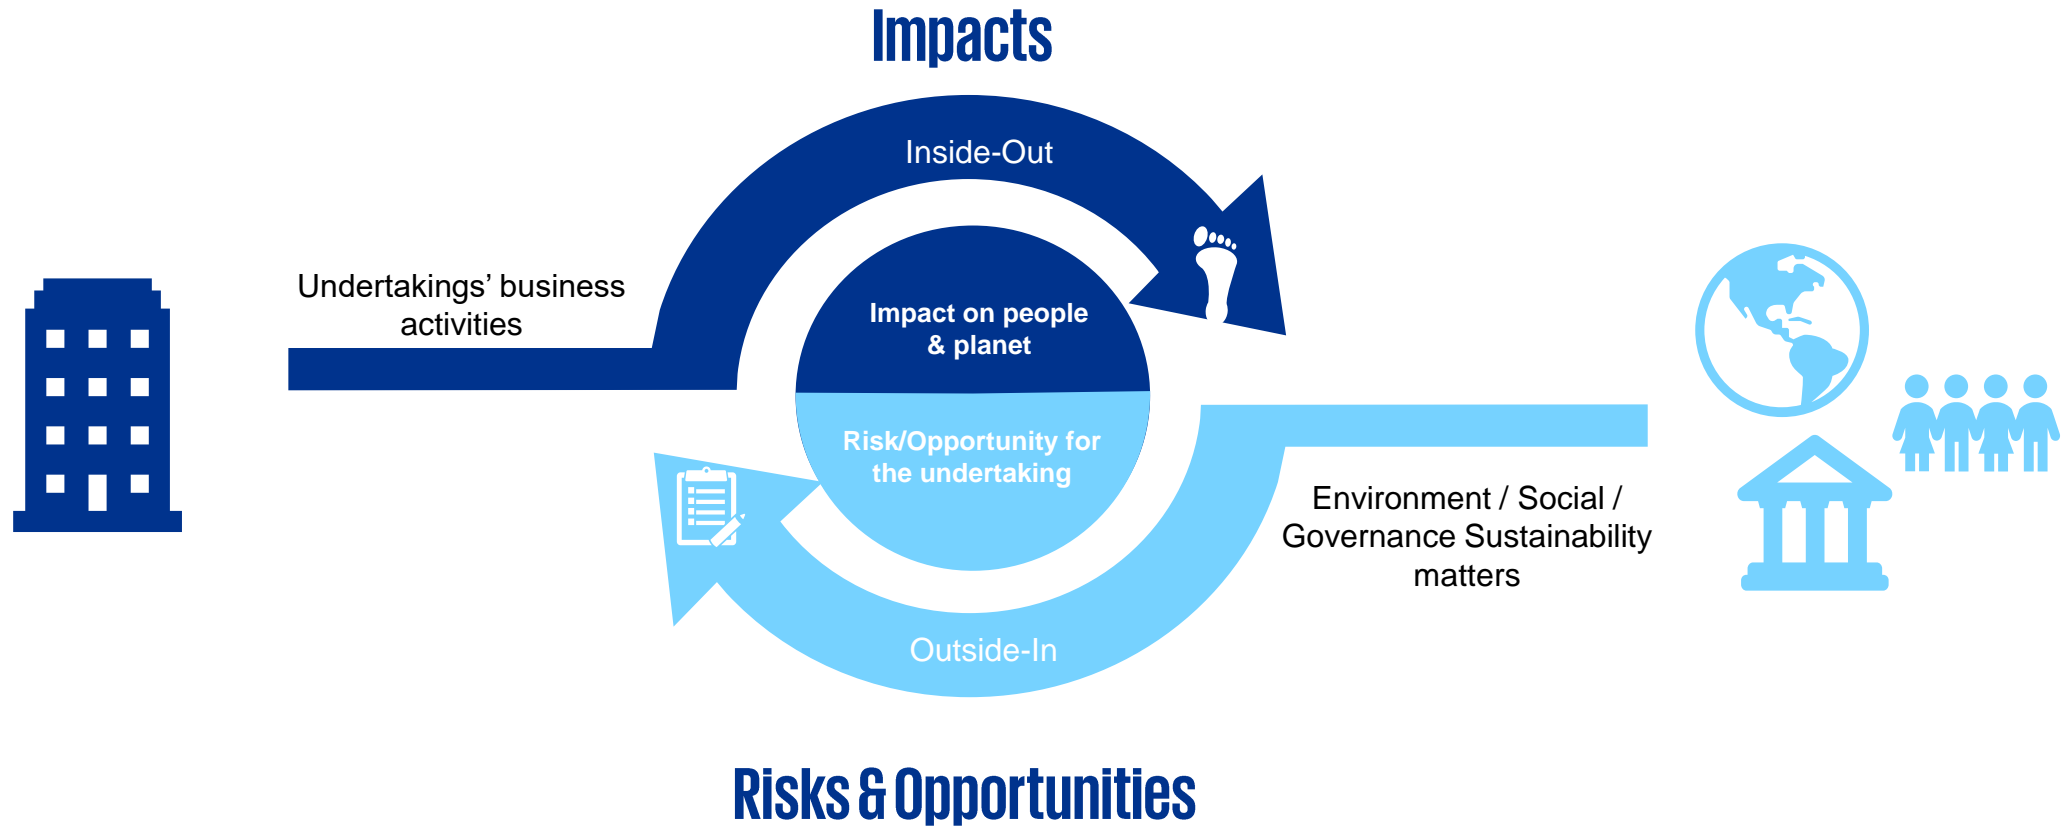 Impacts
Inside-Out
Undertakings’ business
activities
Impact on people
& planet
Risk/Opportunity for
the undertaking
Environment / Social /
Governance Sustainability
matters
Outside-In
Risks & Opportunities